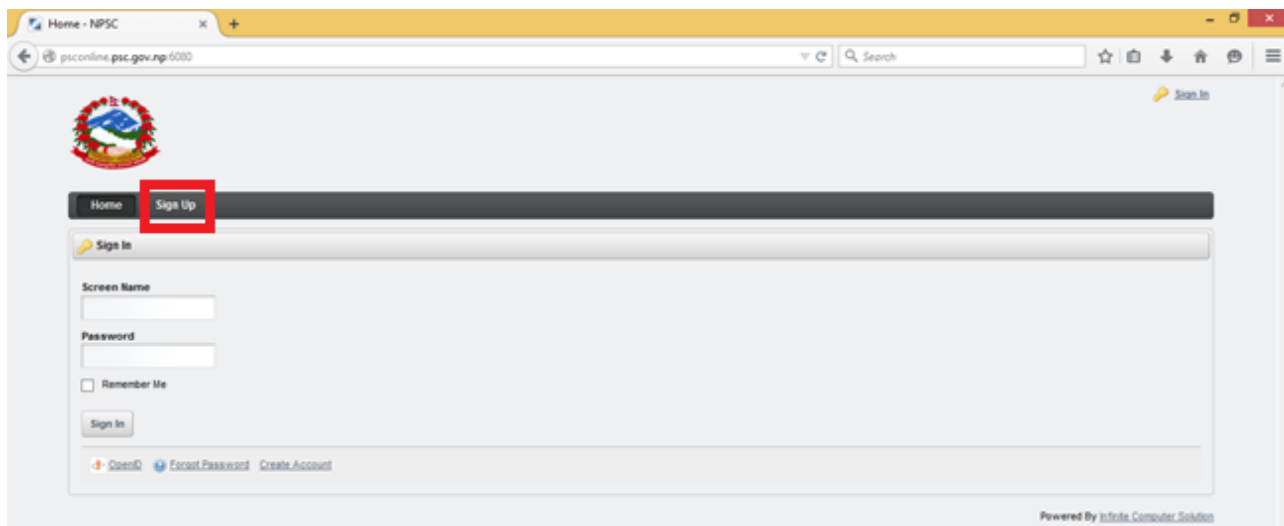 Home - NPSC
psconline.psc.gov.np:6080
Search
Sign In
Home Sign Up
Sign In
Screen Name
Password
Remember Me
Sign In
OpenID Forgot Password Create Account
Powered By Infinite Computer Solution